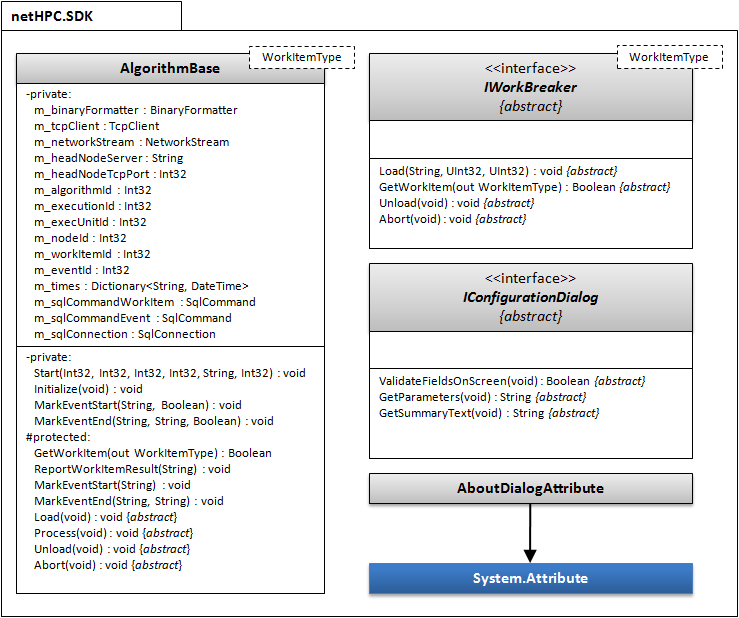 netHPC.SDK
WorkItemType
AlgorithmBase
-private:
m_binaryFormatter : BinaryFormatter
m_tcpClient : TcpClient
m_networkStream : NetworkStream
m_headNodeServer : String
m_headNodeTcpPort : Int32
m_algorithmId : Int32
m_executionId : Int32
m_execUnitId : Int32
m_nodeId : Int32
m_workItemId : Int32
m_eventId : Int32
m_times : Dictionary<String, DateTime>
m_sqlCommandWorkItem : SqlCommand
m_sqlCommandEvent : SqlCommand
m_sqlConnection : SqlConnection
-private:
Start(Int32, Int32, Int32, Int32, String, Int32) : void
Initialize(void) : void
MarkEventStart(String, Boolean) : void
MarkEventEnd(String, String, Boolean) : void
#protected:
GetWorkItem(out WorkItemType) : Boolean
ReportWorkItemResult(String) : void
MarkEventStart(String) : void
MarkEventEnd(String, String) : void
Load(void) : void {abstract}
Process(void) : void {abstract}
Unload(void) : void {abstract}
Abort(void) : void {abstract}
WorkItemType
<<interface>>
IWorkBreaker
{abstract}
Load(String, UInt32, UInt32) : void {abstract}
GetWorkItem(out WorkItemType) : Boolean {abstract}
Unload(void) : void {abstract}
Abort(void) : void {abstract}
<<interface>>
IConfigurationDialog
{abstract}
ValidateFieldsOnScreen(void) : Boolean {abstract}
GetParameters(void) : String {abstract}
GetSummaryText(void) : String {abstract}
AboutDialogAttribute
System.Attribute